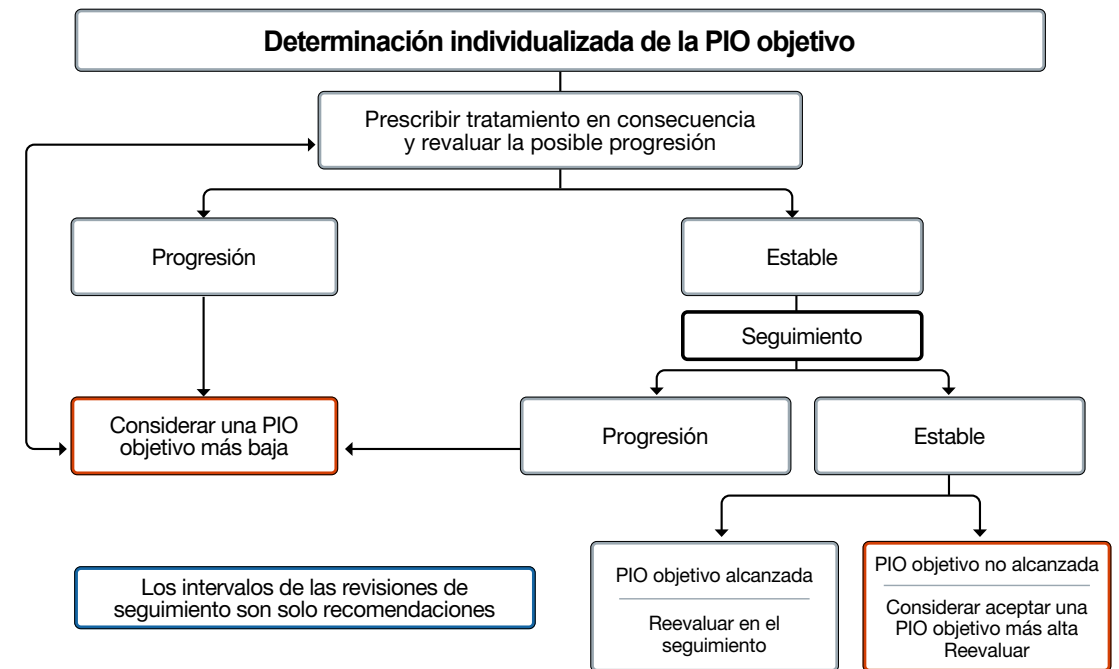 Determinación individualizada de la PIO objetivo
Prescribir tratamiento en consecuencia
y revaluar la posible progresión
Progresión
Estable
Seguimiento
Considerar una PIO
objetivo más baja
Progresión
Estable
Los intervalos de las revisiones de
seguimiento son solo recomendaciones
PIO objetivo alcanzada
Reevaluar en el
seguimiento
PIO objetivo no alcanzada
Considerar aceptar una
PIO objetivo más alta
Reevaluar